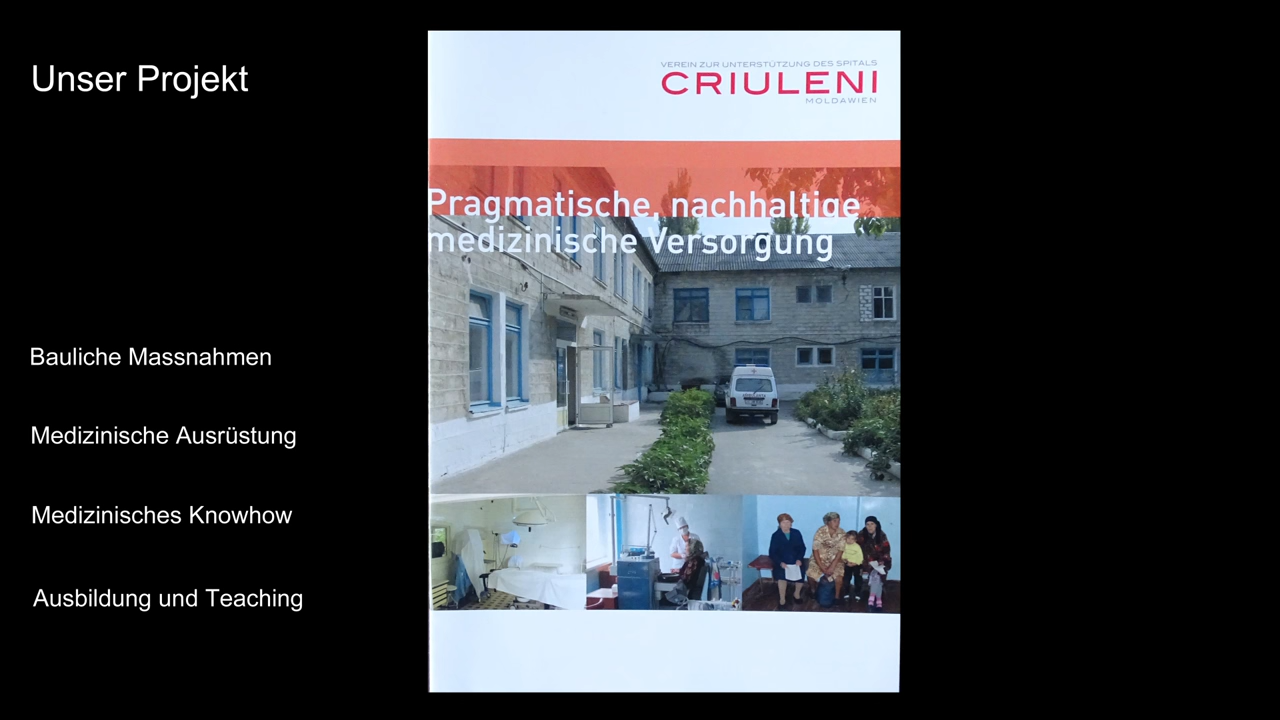 Unser Projekt
VEREIN ZUR UNTERSTÜTZUNG DES SPITALS
CRIULENI
MOLDAWIEN
Pragmatische, nachhaltige
medizinische Versorgung
Bauliche Massnahmen
Medizinische Ausrüstung
Medizinisches Knowhow
Ausbildung und Teaching